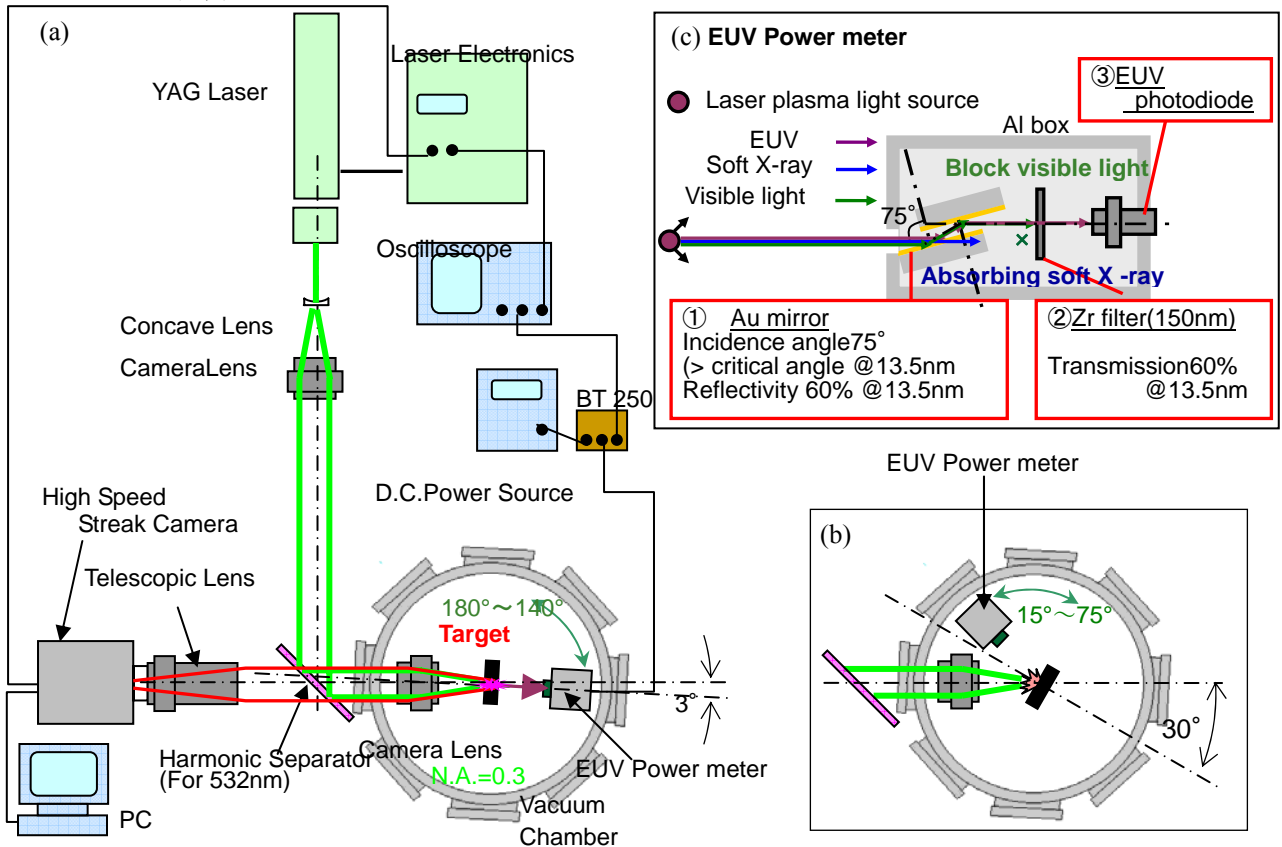 (a)
YAG Laser
Laser Electronics
Oscilloscope
Concave Lens
CameraLens
BT 250
D.C.Power Source
High Speed
Streak Camera
Telescopic Lens
180°～140°
Target
3°
Harmonic Separator
(For 532nm)
Camera Lens
N.A.=0.3
EUV Power meter
Vacuum
Chamber
PC
(c) EUV Power meter
③EUV
photodiode
Laser plasma light source
Al box
EUV
Soft X-ray
Visible light
Block visible light
75°
×
Absorbing soft X -ray
① Au mirror
Incidence angle75°
(> critical angle @13.5nm
Reflectivity 60% @13.5nm
②Zr filter(150nm)
Transmission60%
@13.5nm
EUV Power meter
(b)
15°～75°
30°